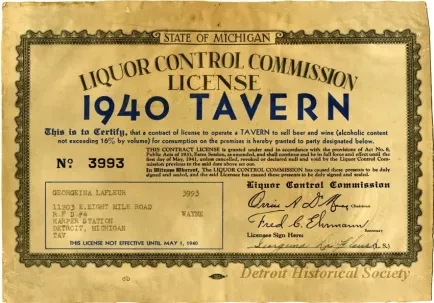 STATE OF MICHIGAN
LIQUOR CONTROL COMMISSION
LICENSE
1940 TAVERN
This is to Certify, that a contract of license to operate a TAVERN to sell beer and wine (alcoholic content
not exceeding 16% by volume) for consumption on the premises is hereby granted to party designated below.
THIS CONTRACT LICENSE is granted under and in accordance with the provisions of Act No. 8,
Public Acts of 1933, Extra Session, as amended, and shall continue and be in full force and effect until the
first day of May, 1941, unless cancelled, revoked or declared null and void by the Liquor Control Com-
mission previous to the said date above set out.
In Witness Whereof, The LIQUOR CONTROL COMMISSION has caused these presents to be duly
signed and sealed, and the said Licensee has caused these presents to be duly signed and sealed.
No 3993
Liquor Control Commission
GEORGEINA LAFLEUR 3993
11203 E.EIGHT MILE ROAD
R F D #4 WAYNE
HARPER STATION
DETROIT, MICHIGAN
TAV
Chairman
Fred C. Ehrmann
Secretary
Licensee Sign Here:
(L.S.)
THIS LICENSE NOT EFFECTIVE UNTIL MAY 1, 1940
Detroit Historical Society